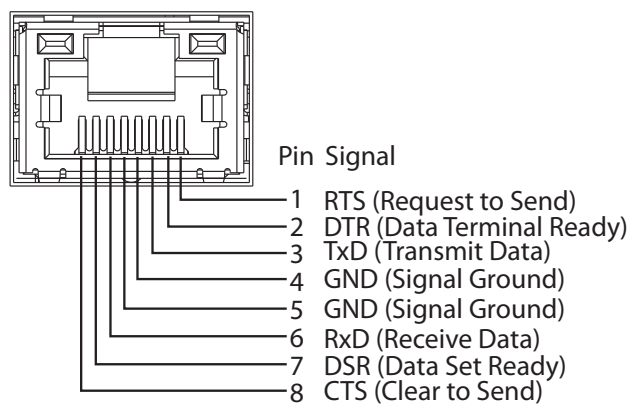 Pin Signal
1 RTS (Request to Send)
2 DTR (Data Terminal Ready)
3 TxD (Transmit Data)
4 GND (Signal Ground)
5 GND (Signal Ground)
6 RxD (Receive Data)
7 DSR (Data Set Ready)
8 CTS (Clear to Send)